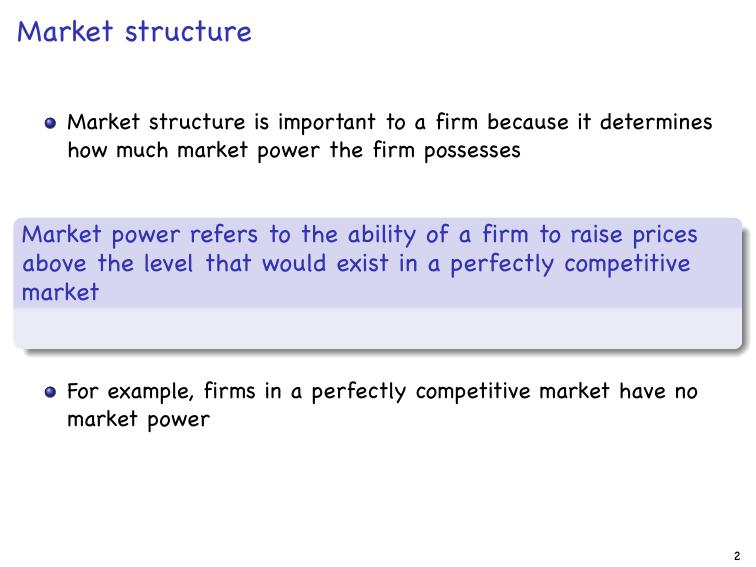 Market structure
Market structure is important to a firm because it determines
how much market power the firm possesses
Market power refers to the ability of a firm to raise prices
above the level that would exist in a perfectly competitive
market
For example, firms in a perfectly competitive market have no
market power
2